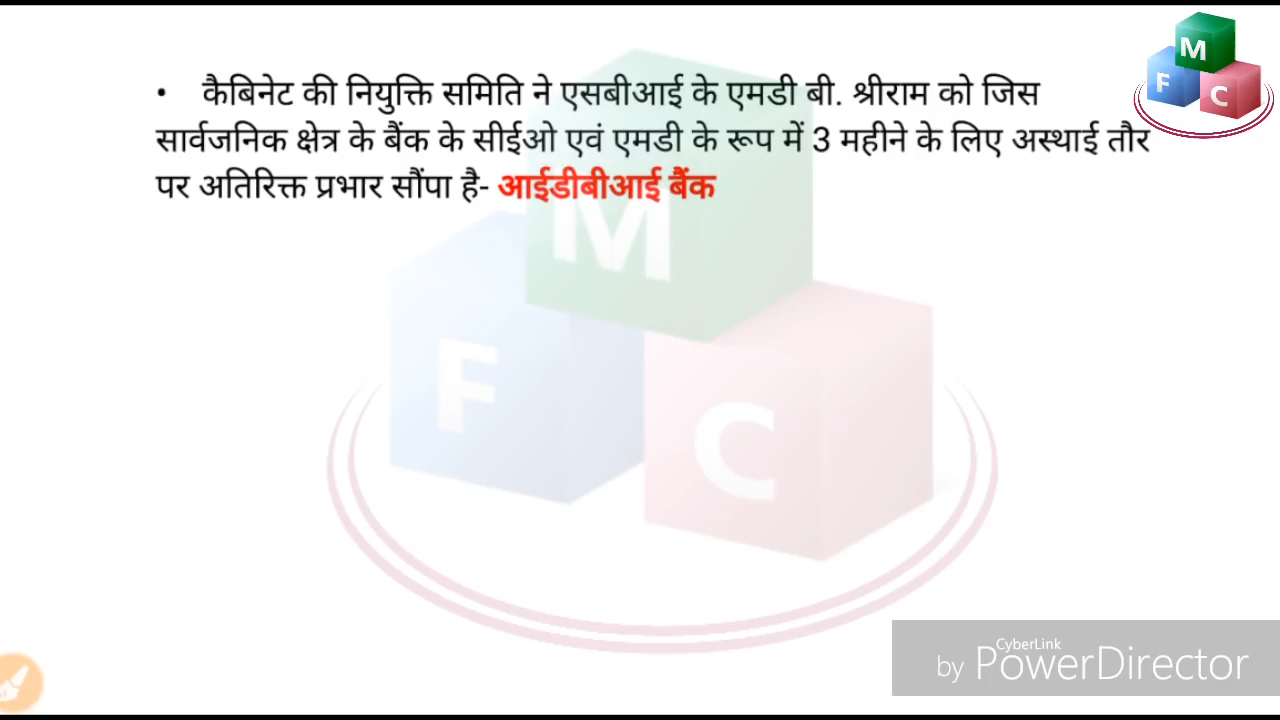 M
F
C
• कैबिनेट की नियुक्ति समिति ने एसबीआई के एमडी बी. श्रीराम को जिस
सार्वजनिक क्षेत्र के बैंक के सीईओ एवं एमडी के रूप में 3 महीने के लिए अस्थाई तौर
पर अतिरिक्त प्रभार सौंपा है- आईडीबीआई बैंक
M
F
C
CyberLink
by PowerDirector